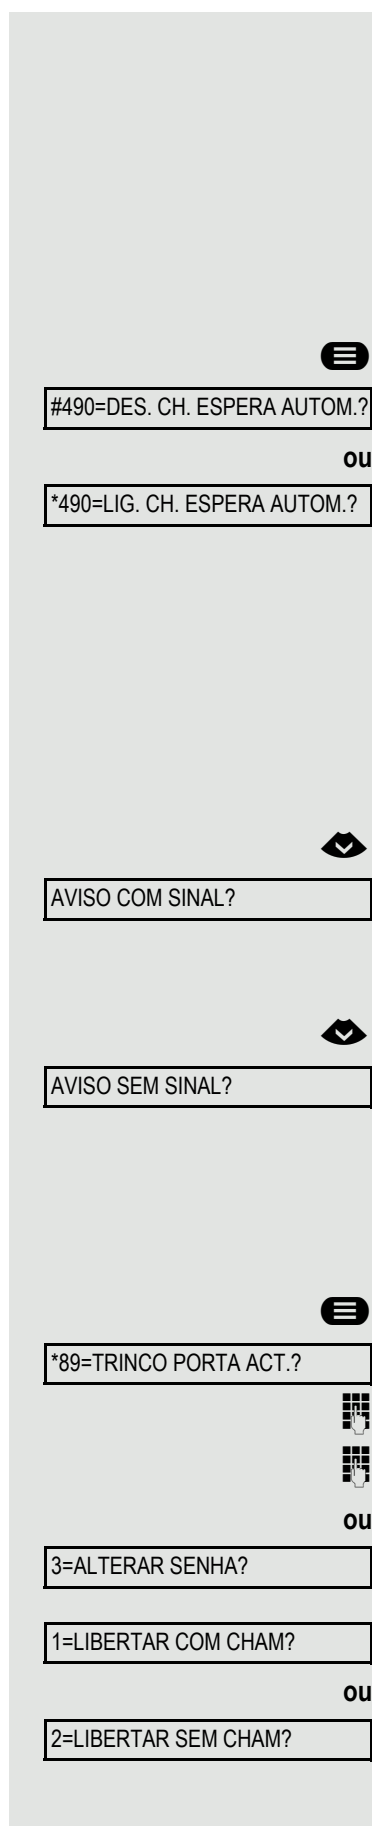 #490=DES. CH. ESPERA AUTOM.?
ou
*490=LIG. CH. ESPERA AUTOM.?
AVISO COM SINAL?
AVISO SEM SINAL?
*89=TRINCO PORTA ACT.?
ou
3=ALTERAR SENHA?
1=LIBERTAR COM CHAM?
ou
2=LIBERTAR SEM CHAM?